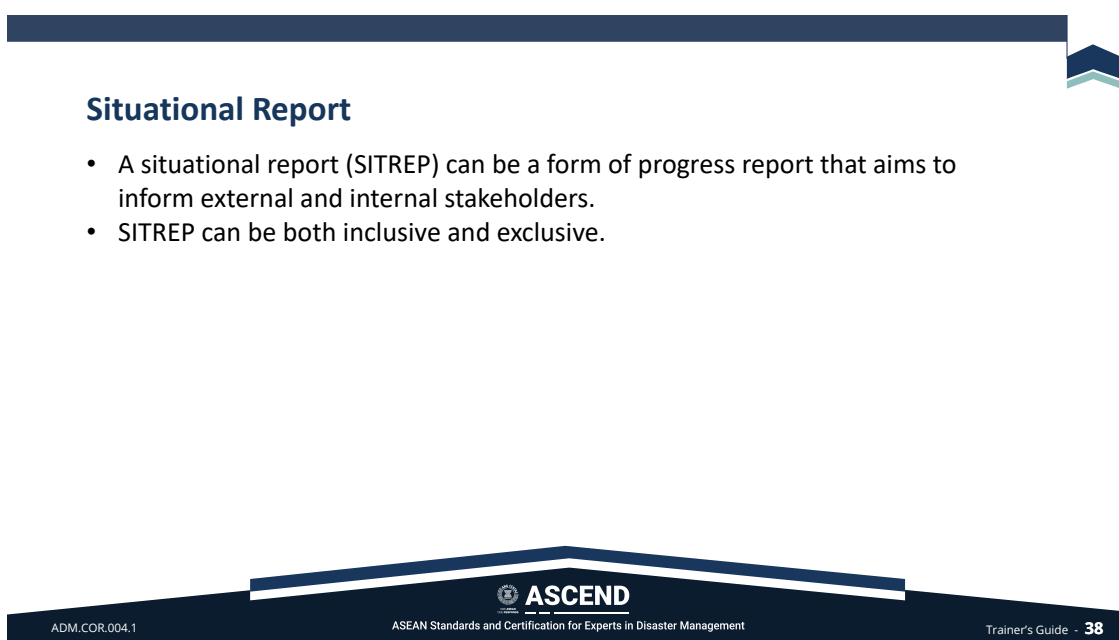 Situational Report
• A situational report (SITREP) can be a form of progress report that aims to
inform external and internal stakeholders.
• SITREP can be both inclusive and exclusive.
ASCEND
ADM.COR.004.1
ASEAN Standards and Certification for Experts in Disaster Management
Trainer's Guide - 38